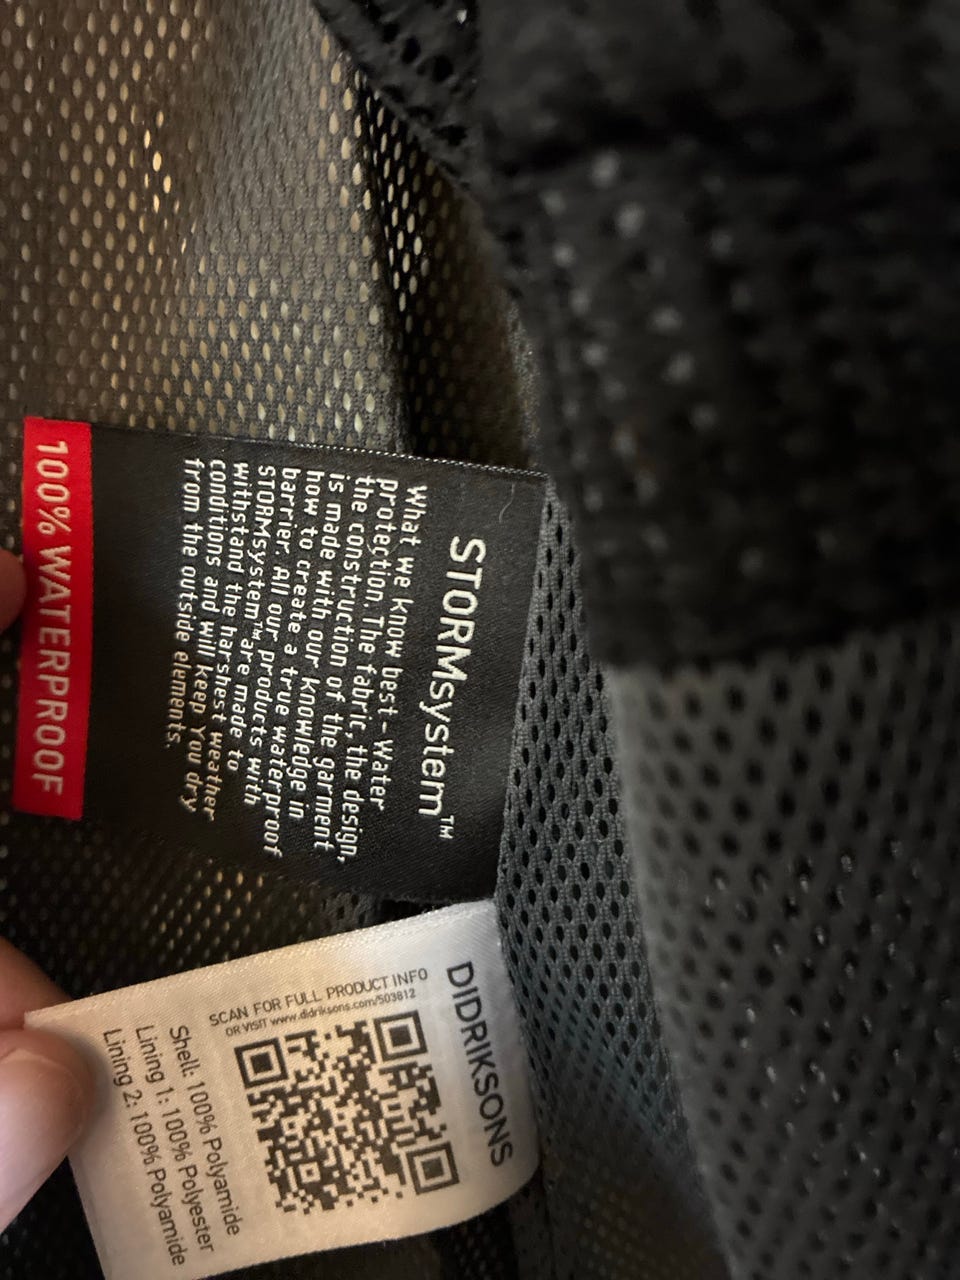 STORMsystem™
What we know best - Water
protection. The fabric, the design,
the construction of the garment
is made with our knowledge in
how to create a true waterproof
barrier. All our products with
STORMsystem™ are made to
withstand the harshest weather
conditions and will keep You dry
from the outside elements.
100% WATERPROOF
DIDRIKSONS
SCAN FOR FULL PRODUCT INFO
OR VISIT www.didriksons.com/503812
Shell: 100% Polyamide
Lining 1: 100% Polyester
Lining 2: 100% Polyamide